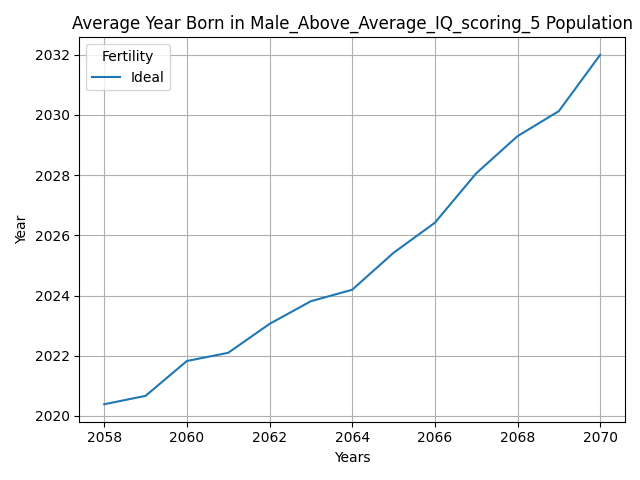 Average Year Born in Male_Above_Average_IQ_scoring_5 Population
Fertility
Ideal
Year
2032
2030
2028
2026
2024
2022
2020
2058 2060 2062 2064 2066 2068 2070
Years